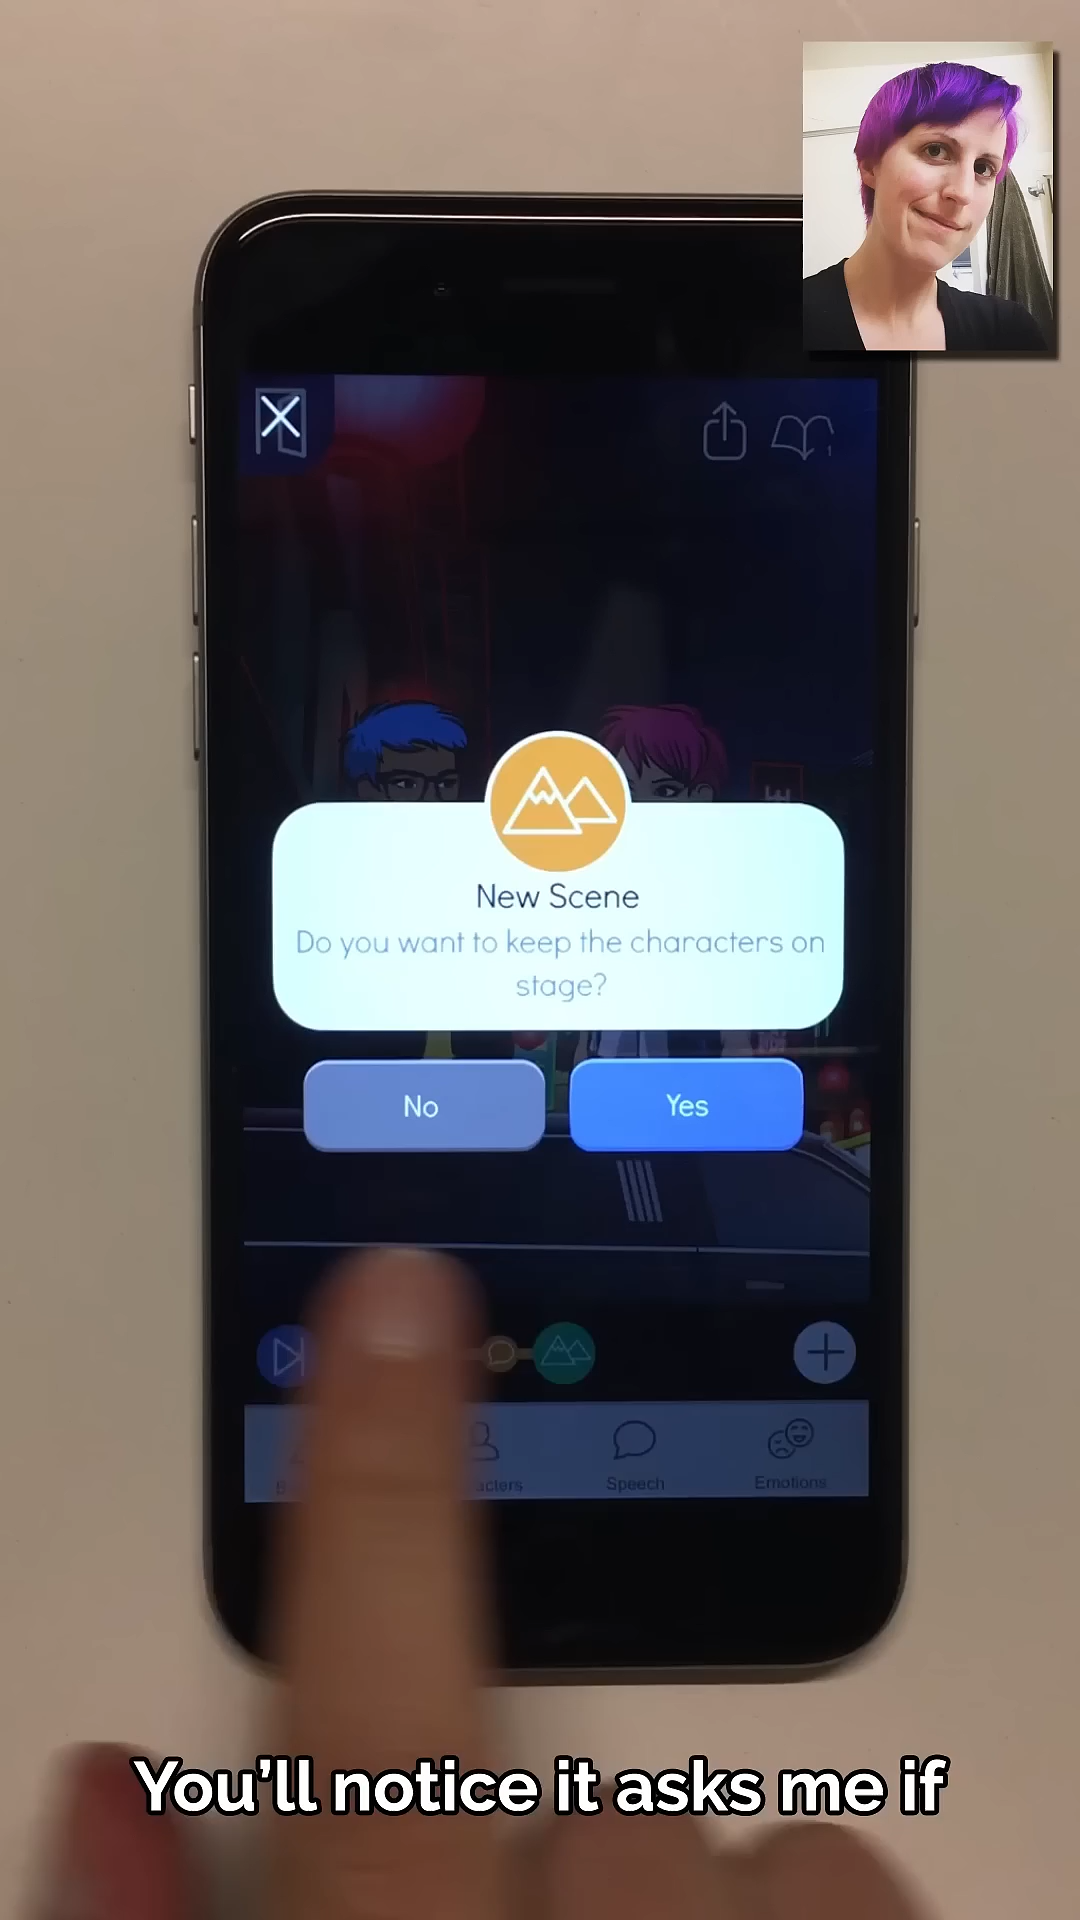 1
New Scene
Do you want to keep the characters on
stage?
No
Yes
Speech
Emotions
You'll notice it asks me if